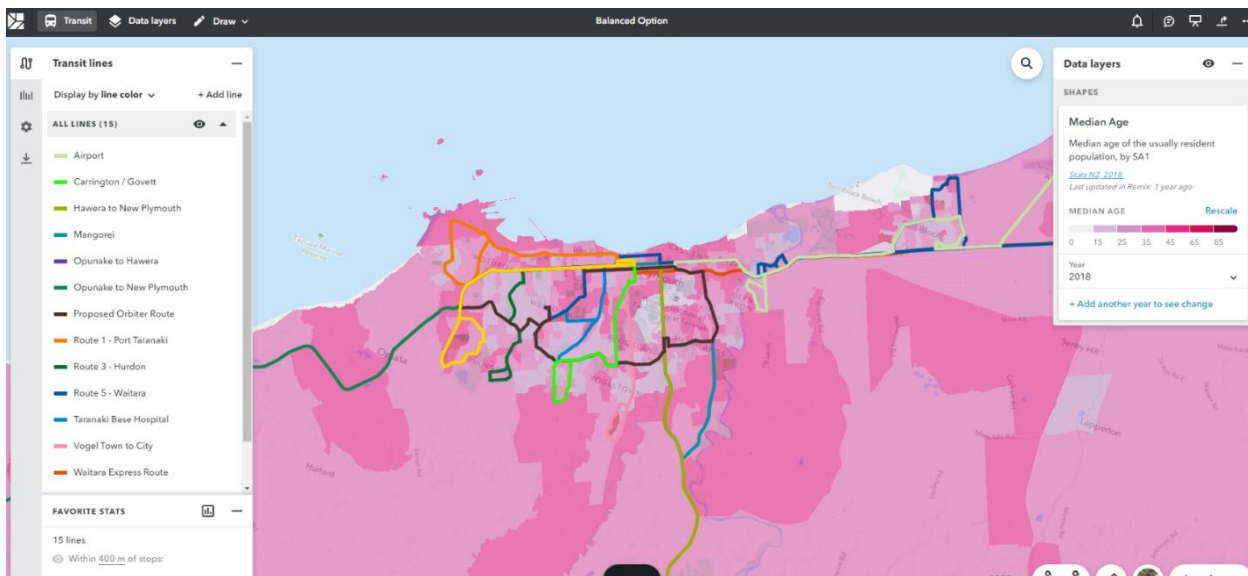 Transit
Data layers
Draw
Balanced Option
Transit lines
Display by line color
+ Add line
ALL LINES (15)
Airport
Carrington / Govett
Hawera to New Plymouth
Mangorei
Opunake to Hawera
Opunake to New Plymouth
Proposed Orbiter Route
Route 1 - Port Taranaki
Route 3 - Hurdon
Route 5 - Waitara
Taranaki Base Hospital
Vogel Town to City
Waitara Express Route
FAVORITE STATS
15 lines
Within 400 m of stops:
Data layers
SHAPES
Median Age
Median age of the usually resident
population, by SA1
Stats NZ, 2018.
Last updated in Remix: 1 year ago
MEDIAN AGE
Rescale
0 15 25 35 45 65 85
Year
2018
+ Add another year to see change
Omata
Hurford
Lepperton